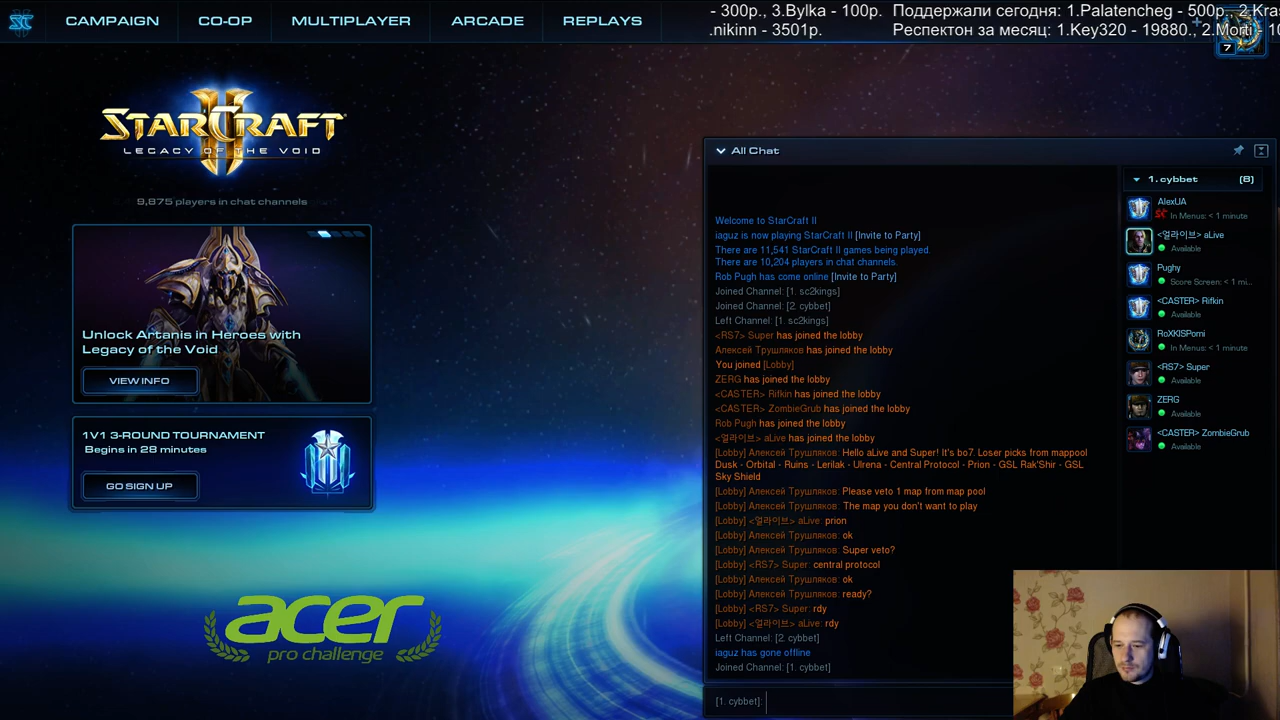 CAMPAIGN
CO-OP
MULTIPLAYER
ARCADE
REPLAYS
- 300р., 3.Bylka - 100р. Поддержали сегодня: 1.Palatencheg - 500р., 2.Kras
.nikinn - 3501р. Респектон за месяц: 1.Key320 - 19880., 2.Morti - 10
7
STARCRAFT
II
LEGACY OF THE VOID
9,875 players in chat channels
Unlock Artanis in Heroes with
Legacy of the Void
VIEW INFO
1V1 3-ROUND TOURNAMENT
Begins in 28 minutes
GO SIGN UP
acer
pro challenge
All Chat
Welcome to StarCraft II
iaguz is now playing StarCraft II [Invite to Party]
There are 11,541 StarCraft II games being played.
There are 10,204 players in chat channels.
Rob Pugh has come online [Invite to Party]
Joined Channel: [1. sc2kings]
Joined Channel: [2. cybbet]
Left Channel: [1. sc2kings]
<RS7> Super has joined the lobby
Алексей Трушляков has joined the lobby
You joined [Lobby]
ZERG has joined the lobby
<CASTER> Rifkin has joined the lobby
<CASTER> ZombieGrub has joined the lobby
Rob Pugh has joined the lobby
<얼라이브> aLive has joined the lobby
[Lobby] Алексей Трушляков: Hello aLive and Super! It's bo7. Loser picks from mappool
Dusk - Orbital - Ruins - Lerilak - Ulrena - Central Protocol - Prion - GSL Rak'Shir - GSL
Sky Shield
[Lobby] Алексей Трушляков: Please veto 1 map from map pool
[Lobby] Алексей Трушляков: The map you don't want to play
[Lobby] <얼라이브> aLive: prion
[Lobby] Алексей Трушляков: ok
[Lobby] Алексей Трушляков: Super veto?
[Lobby] <RS7> Super: central protocol
[Lobby] Алексей Трушляков: ok
[Lobby] Алексей Трушляков: ready?
[Lobby] <RS7> Super: rdy
[Lobby] <얼라이브> aLive: rdy
Left Channel: [2. cybbet]
iaguz has gone offline
Joined Channel: [1. cybbet]
[1. cybbet]:
1. cybbet (8)
AlexUA
In Menus: < 1 minute
<얼라이브> aLive
Available
Pughy
Score Screen: < 1 mi...
<CASTER> Rifkin
Available
RoXKISPomi
In Menus: < 1 minute
<RS7> Super
Available
ZERG
Available
<CASTER> ZombieGrub
Available